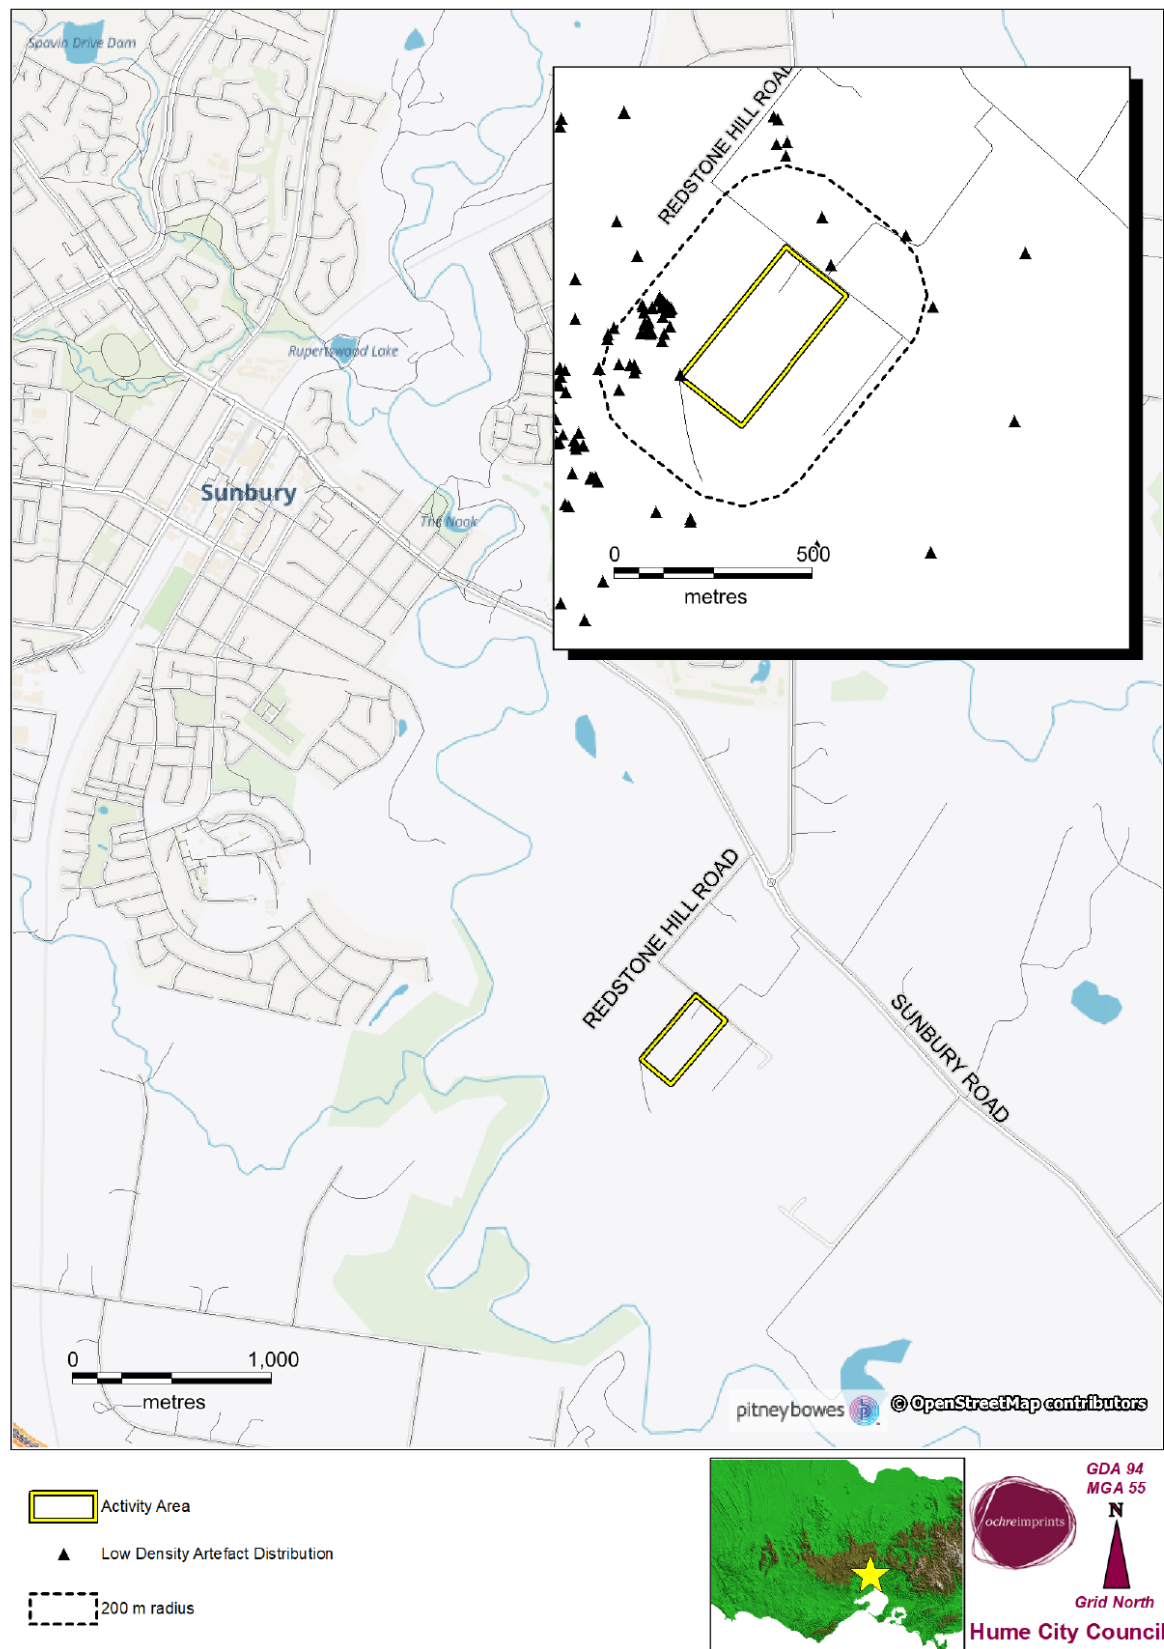 Spavin Drive Dam
REDSTONE HILL ROAD
Rupertswood Lake
Sunbury
The Nook
0 500
metres
REDSTONE HILL ROAD
SUNBURY ROAD
0 1,000
metres
pitney bowes
© OpenStreetMap contributors
Activity Area
Low Density Artefact Distribution
200 m radius
ochreimprints
GDA 94
MGA 55
N
Grid North
Hume City Council